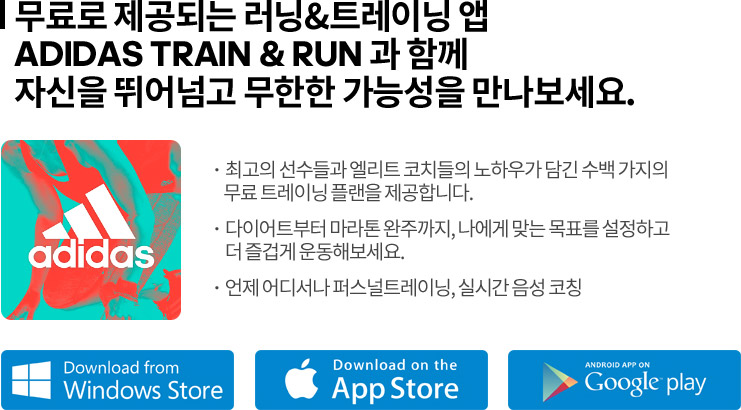 무료로 제공되는 러닝&트레이닝 앱
ADIDAS TRAIN & RUN 과 함께
자신을 뛰어넘고 무한한 가능성을 만나보세요.
adidas
· 최고의 선수들과 엘리트 코치들의 노하우가 담긴 수백 가지의
무료 트레이닝 플랜을 제공합니다.
· 다이어트부터 마라톤 완주까지, 나에게 맞는 목표를 설정하고
더 즐겁게 운동해보세요.
· 언제 어디서나 퍼스널트레이닝, 실시간 음성 코칭
Download from
Windows Store
Download on the
App Store
ANDROID APP ON
Google play